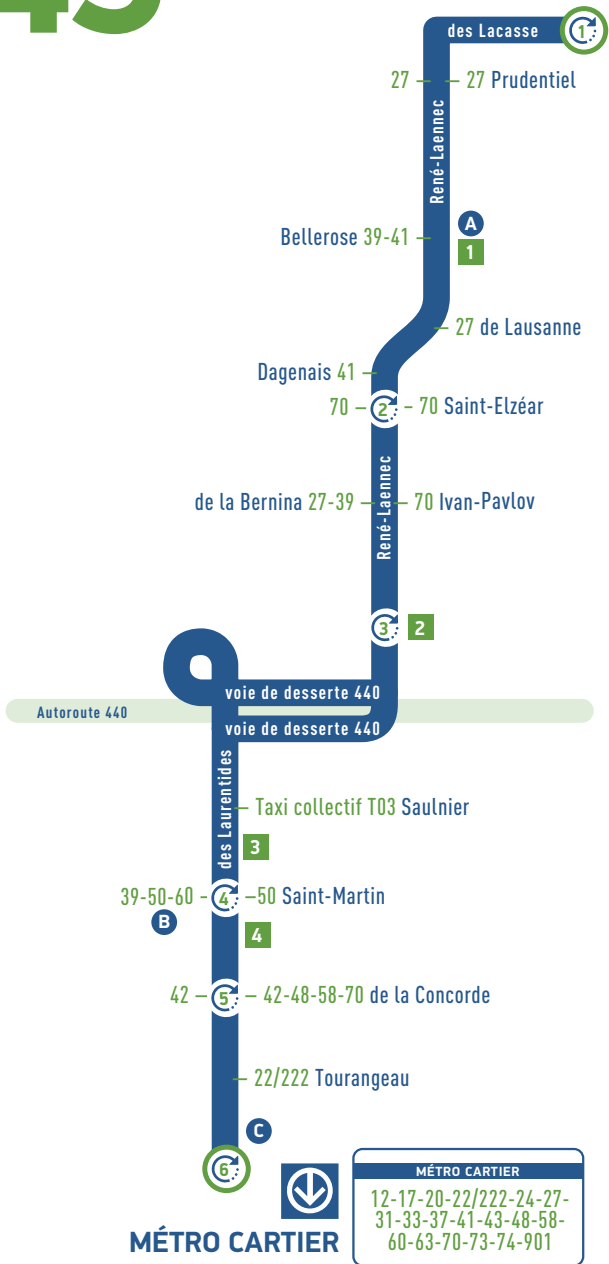 des Lacasse 1
27 27 Prudentiel
René-Laennec
A
Bellerose 39-41
1
27 de Lausanne
Dagenais 41
70 2 70 Saint-Elzéar
de la Bernina 27-39 70 Ivan-Pavlov
René-Laennec
3 2
voie de desserte 440
Autoroute 440
voie de desserte 440
des Laurentides
Taxi collectif T03 Saulnier
3
39-50-60 4 50 Saint-Martin
B
4
42 5 42-48-58-70 de la Concorde
22/222 Tourangeau
C
6
MÉTRO CARTIER
MÉTRO CARTIER
12-17-20-22/222-24-27-
31-33-37-41-43-48-58-
60-63-70-73-74-901